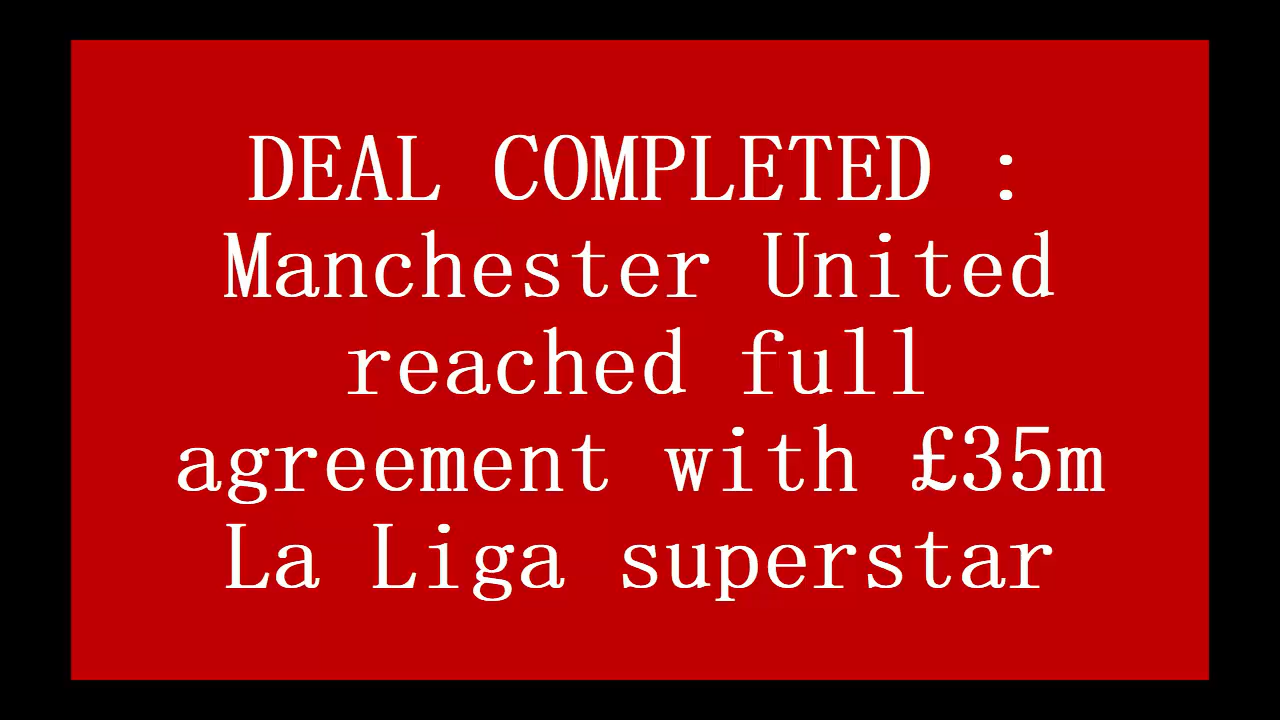 DEAL COMPLETED :
Manchester United
reached full
agreement with £35m
La Liga superstar